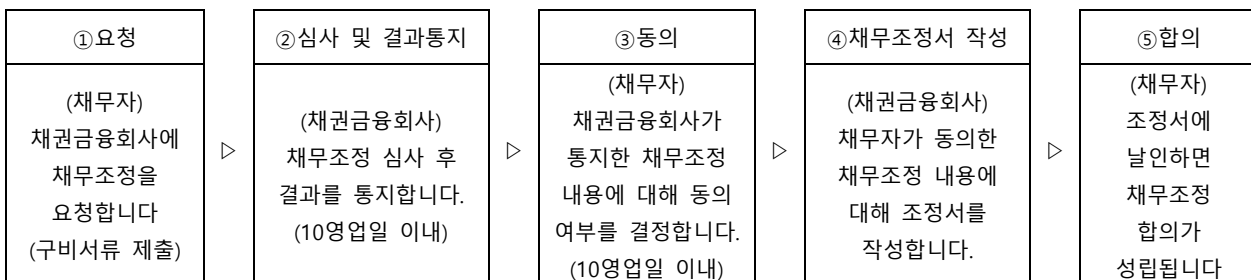 ①요청
(채무자)
채권금융회사에
채무조정을
요청합니다
(구비서류 제출)
▷
②심사 및 결과통지
(채권금융회사)
채무조정 심사 후
결과를 통지합니다.
(10영업일 이내)
▷
③동의
(채무자)
채권금융회사가
통지한 채무조정
내용에 대해 동의
여부를 결정합니다.
(10영업일 이내)
▷
④채무조정서 작성
(채권금융회사)
채무자가 동의한
채무조정 내용에
대해 조정서를
작성합니다.
▷
⑤합의
(채무자)
조정서에
날인하면
채무조정
합의가
성립됩니다